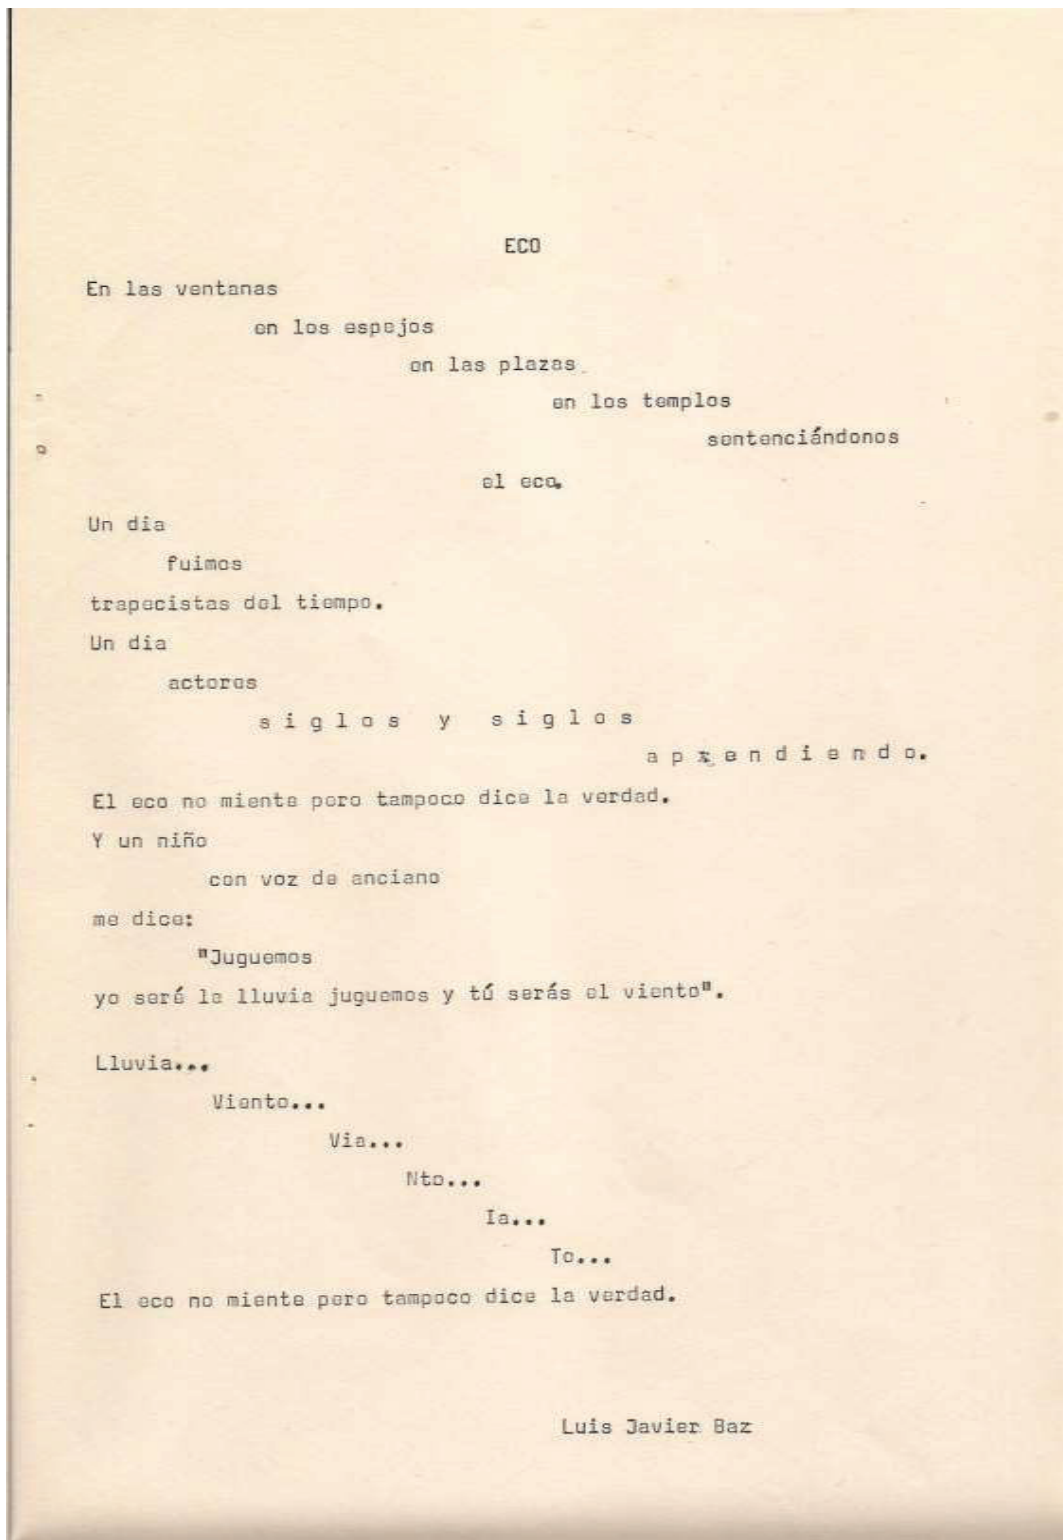 ECO
En las ventanas
en los espejos
en las plazas
en los templos
sentenciándonos
el eco.
Un dia
fuimos
trapecistas del tiempo.
Un dia
actores
s i g l o s y s i g l o s
a p r e n d i e n d o.
El eco no miente pero tampoco dice la verdad.
Y un niño
con voz de anciano
me dice:
"Juguemos
yo seré la lluvia juguemos y tú serás el viento".
Lluvia...
Viento...
Via...
Nto...
Ia...
To...
El eco no miente pero tampoco dice la verdad.
Luis Javier Baz